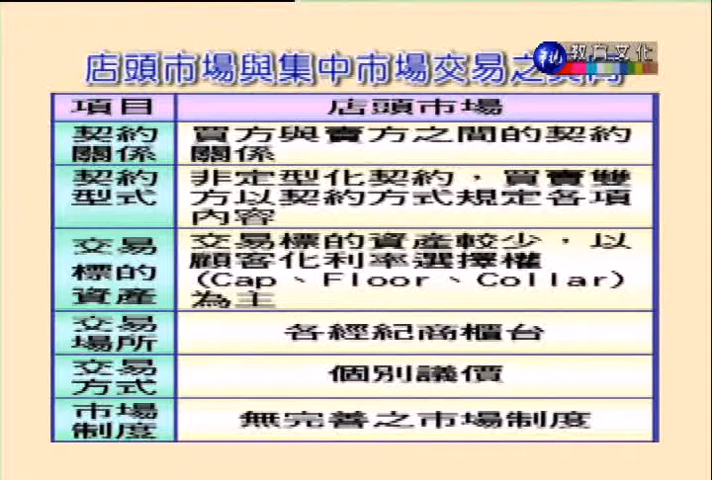 店頭市場與集中市場交易之異同
華視 教育文化
項目
店頭市場
契約
關係
買方與賣方之間的契約
關係
契約
型式
非定型化契約，買賣雙
方以契約方式規定各項
內容
交易
標的
資產
交易標的資產較少，以
顧客化利率選擇權
(Cap、Floor、Collar)
為主
交易
場所
各經紀商櫃台
交易
方式
個別議價
市場
制度
無完善之市場制度